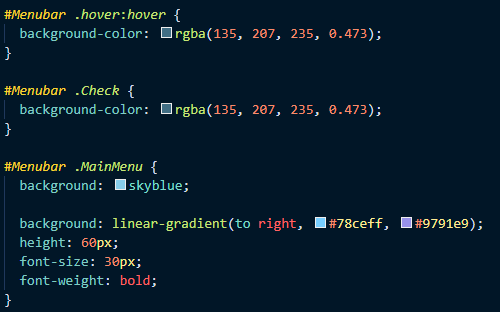 #Menubar .hover:hover {
  background-color: rgba(135, 207, 235, 0.473);
}

#Menubar .Check {
  background-color: rgba(135, 207, 235, 0.473);
}

#Menubar .MainMenu {
  background: skyblue;

  background: linear-gradient(to right, #78ceff, #9791e9);
  height: 60px;
  font-size: 30px;
  font-weight: bold;
}